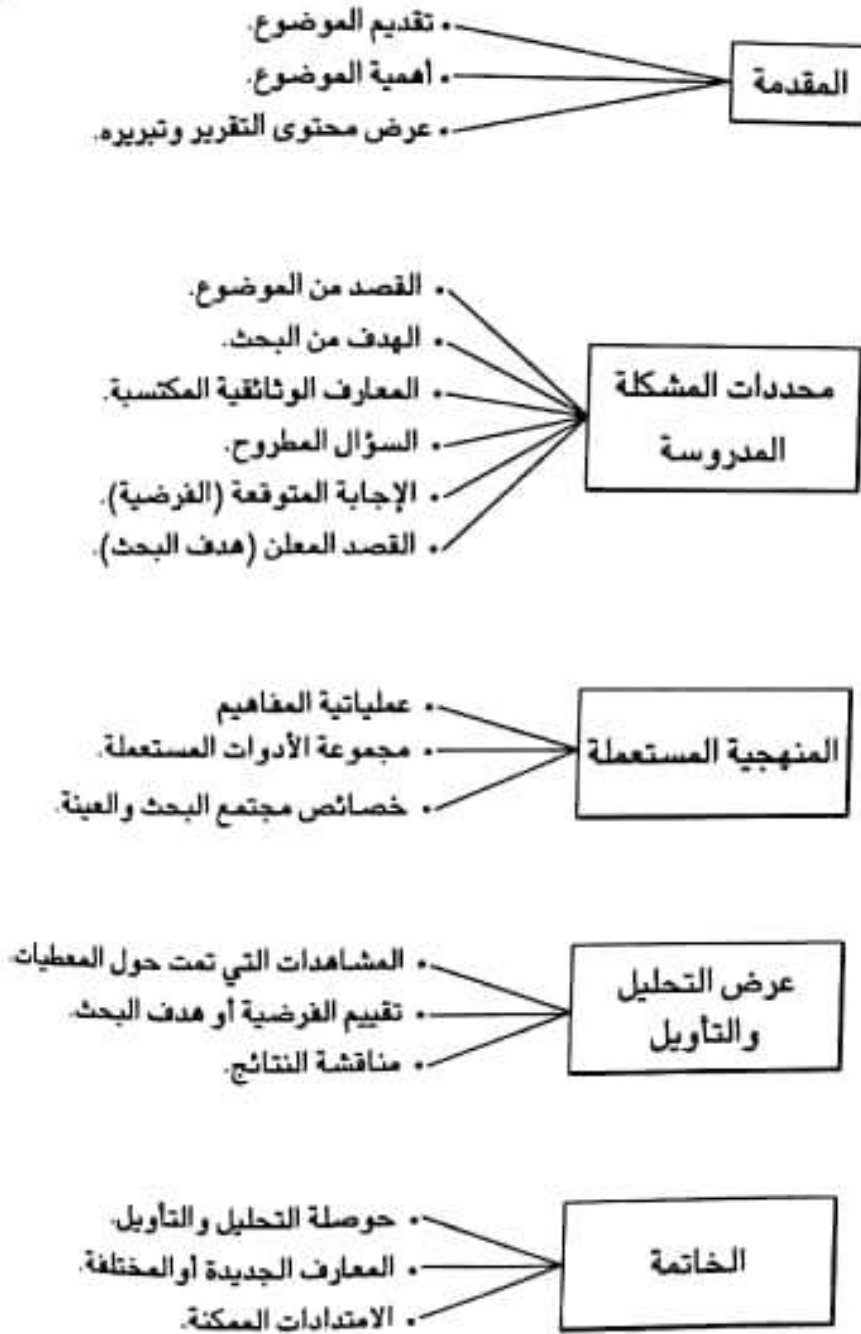 المقدمة
• تقديم الموضوع.
• أهمية الموضوع.
• عرض محتوى التقرير وتبريره.
محددات المشكلة
المدروسة
• القصد من الموضوع.
• الهدف من البحث.
• المعارف الوثائقية المكتسبة.
• السؤال المطروح.
• الإجابة المتوقعة (الفرضية).
• القصد المعلن (هدف البحث).
المنهجية المستعملة
• عملياتية المفاهيم
• مجموعة الأدوات المستعملة.
• خصائص مجتمع البحث والعينة.
عرض التحليل
والتأويل
• المشاهدات التي تمت حول المعطيات.
• تقييم الفرضية أو هدف البحث.
• مناقشة النتائج.
الخاتمة
• حوصلة التحليل والتأويل.
• المعارف الجديدة أو المختلفة.
• الامتدادات الممكنة.